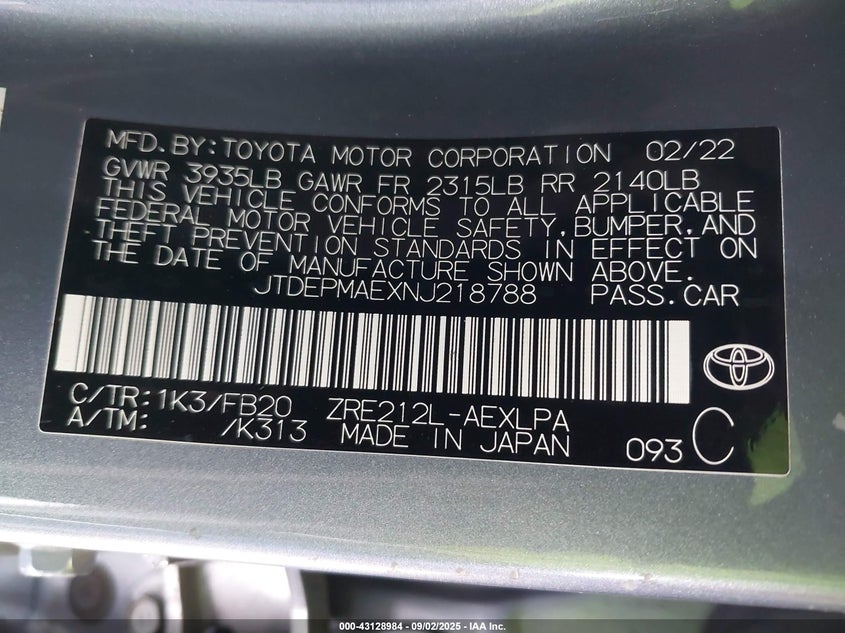 MFD. BY: TOYOTA MOTOR CORPORATION 02/22
GVWR 3935LB GAWR FR 2315LB RR 2140LB
THIS VEHICLE CONFORMS TO ALL APPLICABLE
FEDERAL MOTOR VEHICLE SAFETY, BUMPER, AND
THEFT PREVENTION STANDARDS IN EFFECT ON
THE DATE OF MANUFACTURE SHOWN ABOVE.
JTDEPMAEXNJ218788 PASS. CAR
C/TR: 1K3/FB20 ZRE212L-AEXLPA
A/TM: /K313 MADE IN JAPAN 093 C
000-43128984 - 09/02/2025 - IAA Inc.